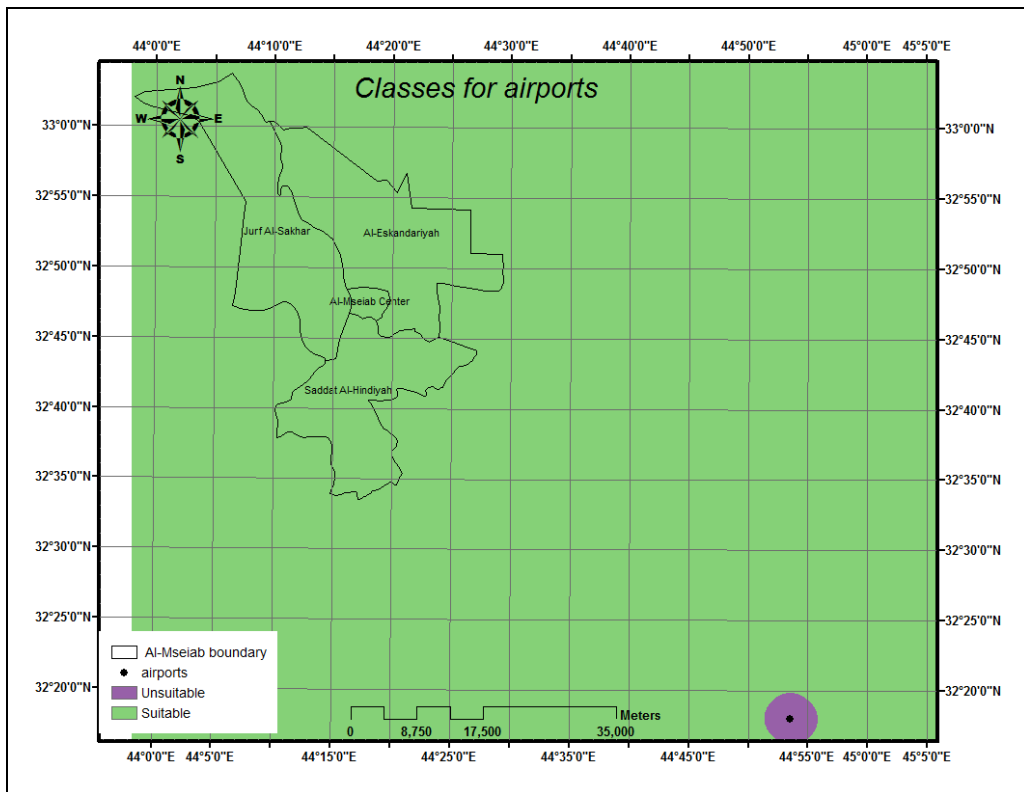 44°0'0"E 44°10'0"E 44°20'0"E 44°30'0"E 44°40'0"E 44°50'0"E 45°0'0"E 45°5'0"E
Classes for airports
N
W E
S
33°0'0"N 33°0'0"N
32°55'0"N 32°55'0"N
Jurf Al-Sakhar Al-Eskandariyah
32°50'0"N 32°50'0"N
Al-Mseiab Center
32°45'0"N 32°45'0"N
Saddat Al-Hindiyah
32°40'0"N 32°40'0"N
32°35'0"N 32°35'0"N
32°30'0"N 32°30'0"N
32°25'0"N 32°25'0"N
Al-Mseiab boundary
airports
32°20'0"N 32°20'0"N
Unsuitable
Suitable
Meters
0 8,750 17,500 35,000
44°0'0"E 44°5'0"E 44°15'0"E 44°25'0"E 44°35'0"E 44°45'0"E 44°55'0"E 45°0'0"E 45°5'0"E